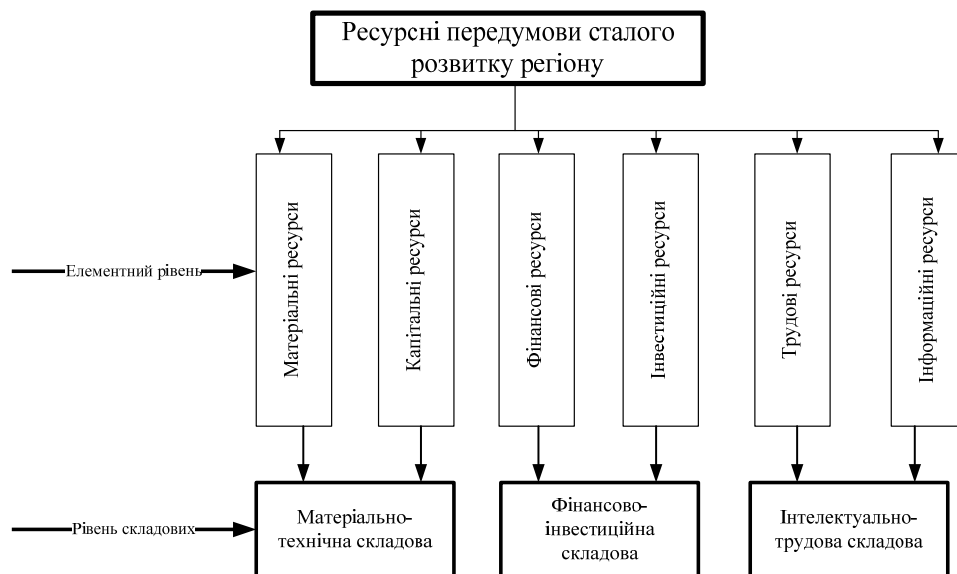 Ресурсні передумови сталого
розвитку регіону
Елементний рівень
Матеріальні ресурси
Капітальні ресурси
Фінансові ресурси
Інвестиційні ресурси
Трудові ресурси
Інформаційні ресурси
Рівень складових
Матеріально-
технічна складова
Фінансово-
інвестиційна
складова
Інтелектуально-
трудова складова